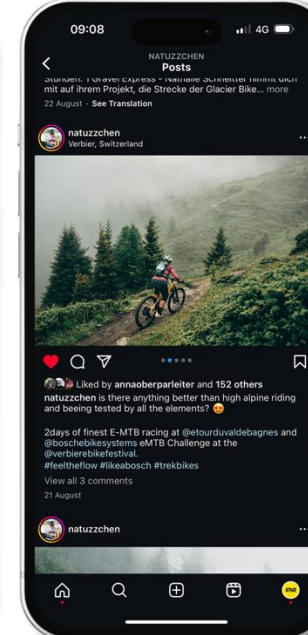 09:08
4G
NATUZZCHEN
Posts
Stunden. 1 Gravel Express - Nathalie Schneitter nimmt dich
mit auf ihrem Projekt, die Strecke der Glacier Bike... more
22 August · See Translation
natuzzchen
Verbier, Switzerland
Liked by annaoberparleiter and 152 others
natuzzchen is there anything better than high alpine riding
and beeing tested by all the elements? 😍
2days of finest E-MTB racing at @etourduvaldebagnes and
@boschebikesystems eMTB Challenge at the
@verbierebikefestival.
#feeltheflow #likeabosch #trekbikes
View all 3 comments
21 August
natuzzchen